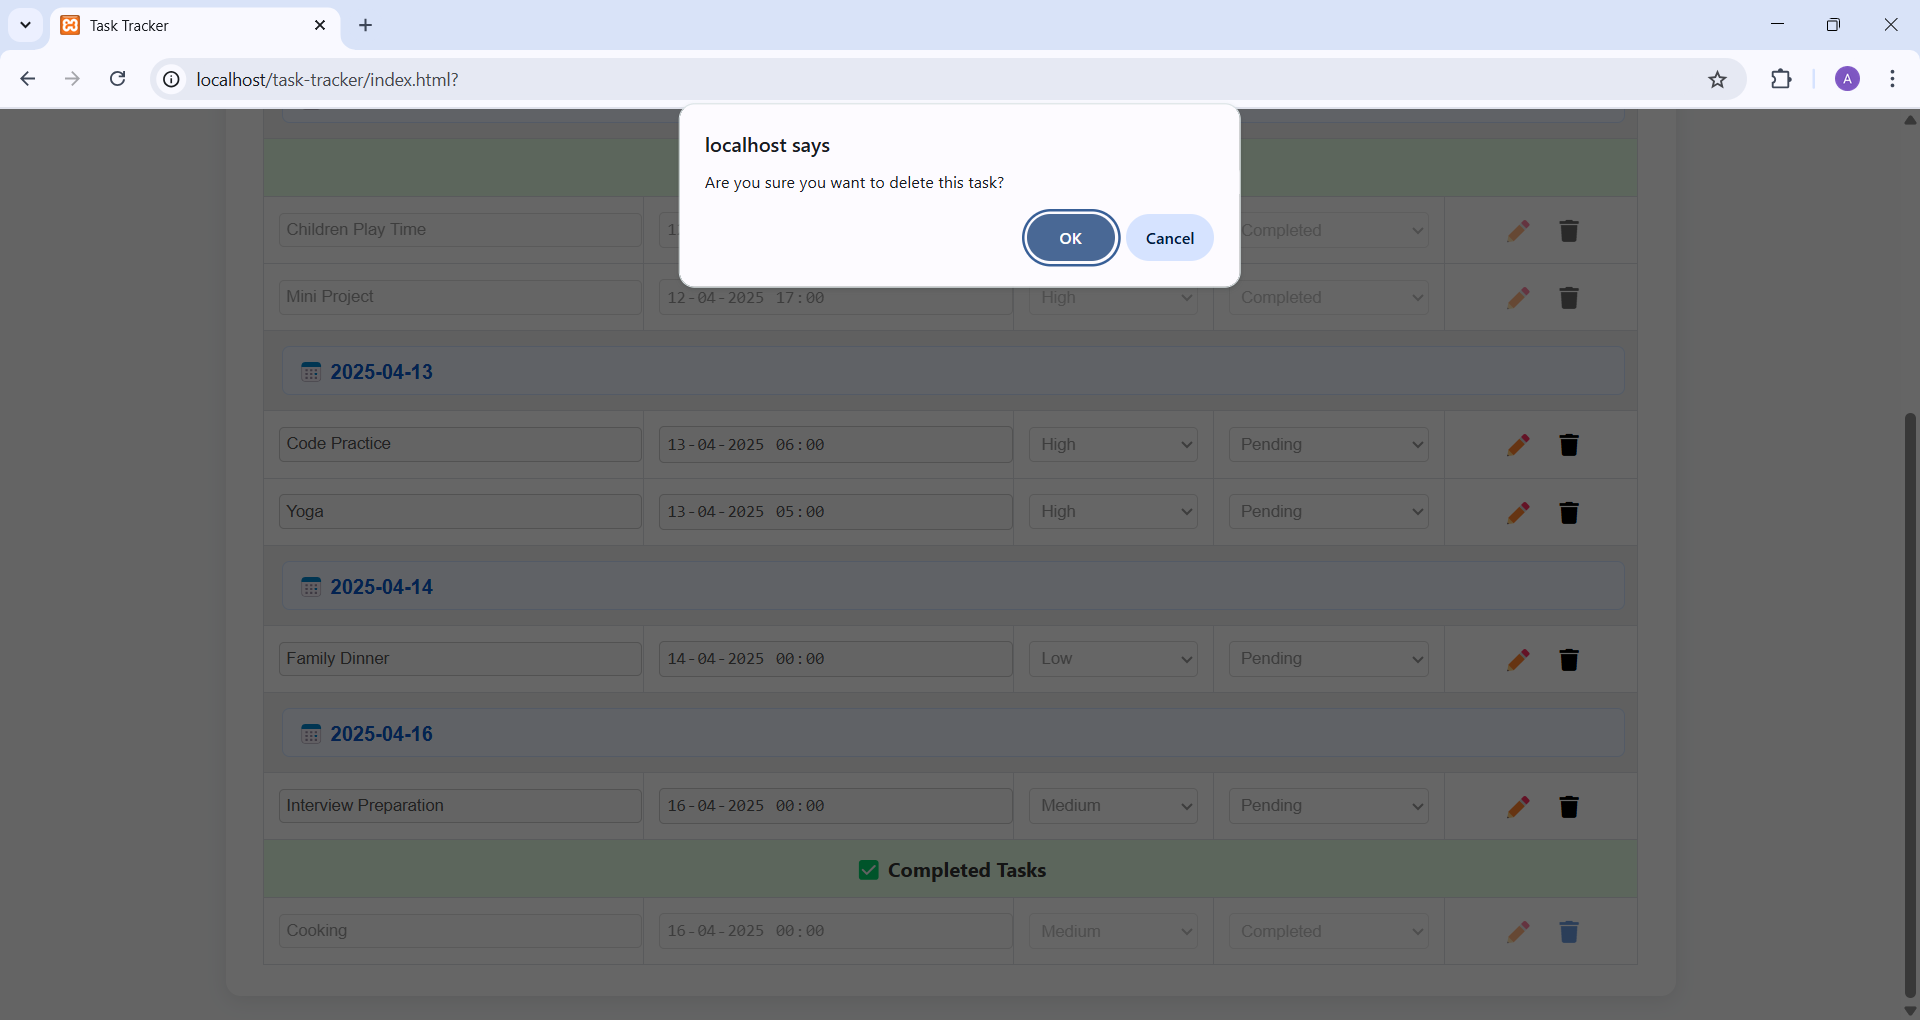 Task Tracker
localhost/task-tracker/index.html?
A
localhost says
Are you sure you want to delete this task?
OK Cancel
Children Play Time Completed
Mini Project 12-04-2025 17:00 High Completed
2025-04-13
Code Practice 13-04-2025 06:00 High Pending
Yoga 13-04-2025 05:00 High Pending
2025-04-14
Family Dinner 14-04-2025 00:00 Low Pending
2025-04-16
Interview Preparation 16-04-2025 00:00 Medium Pending
Completed Tasks
Cooking 16-04-2025 00:00 Medium Completed